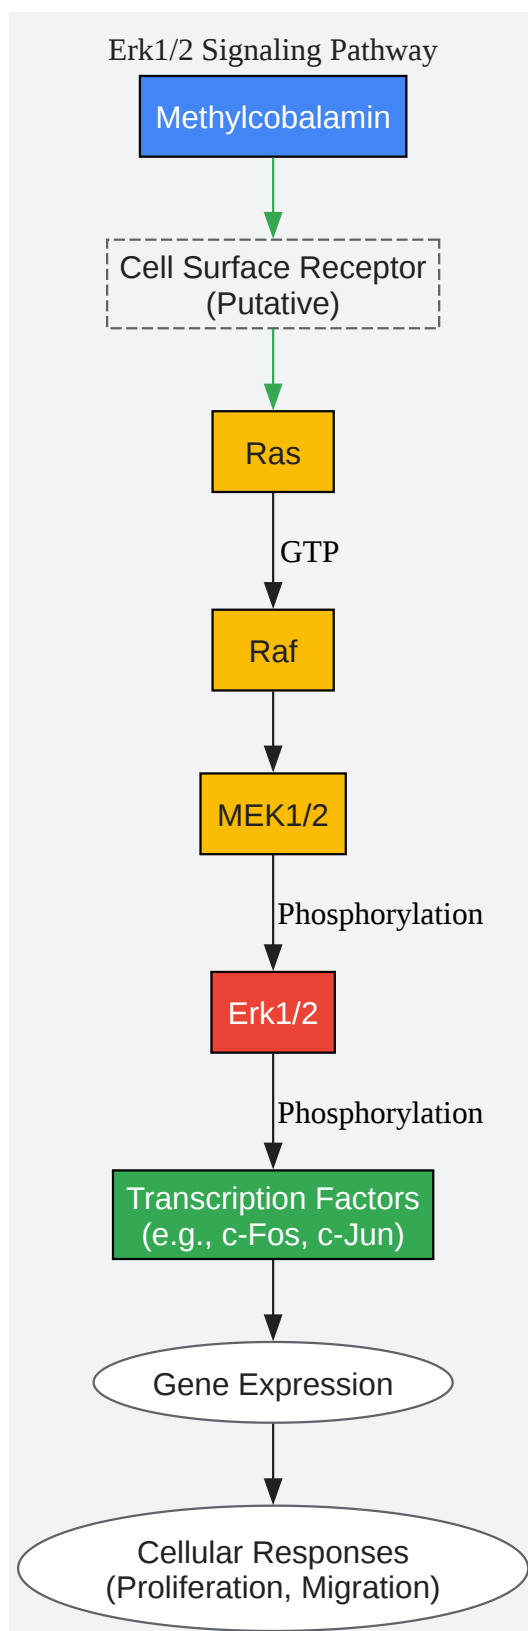 Erk1/2 Signaling Pathway
Methylcobalamin
Cell Surface Receptor
(Putative)
Ras
GTP
Raf
MEK1/2
Phosphorylation
Erk1/2
Phosphorylation
Transcription Factors
(e.g., c-Fos, c-Jun)
Gene Expression
Cellular Responses
(Proliferation, Migration)